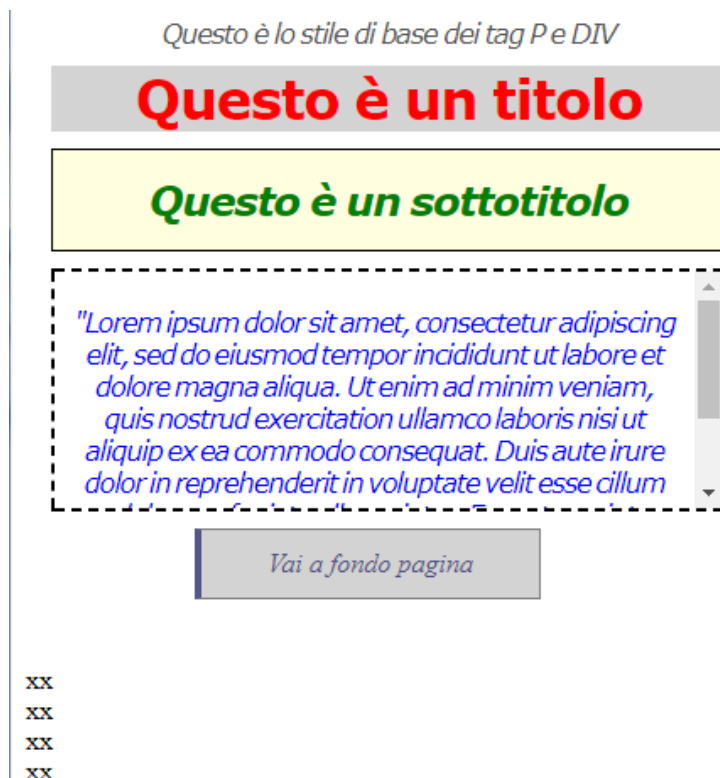 Questo è lo stile di base dei tag P e DIV
Questo è un titolo
Questo è un sottotitolo
"Lorem ipsum dolor sit amet, consectetur adipiscing
elit, sed do eiusmod tempor incididunt ut labore et
dolore magna aliqua. Ut enim ad minim veniam,
quis nostrud exercitation ullamco laboris nisi ut
aliquip ex ea commodo consequat. Duis aute irure
dolor in reprehenderit in voluptate velit esse cillum
Vai a fondo pagina
xx
xx
xx
xx